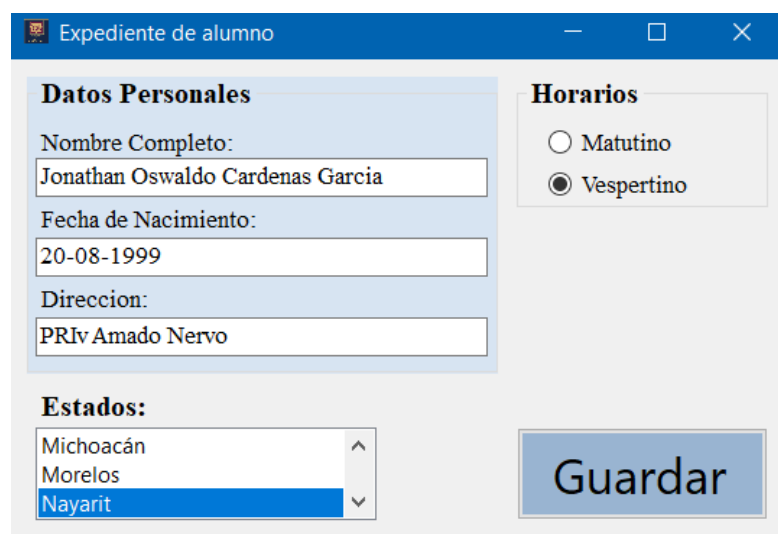 Expediente de alumno
Datos Personales
Nombre Completo:
Jonathan Oswaldo Cardenas Garcia
Fecha de Nacimiento:
20-08-1999
Direccion:
PRIv Amado Nervo
Horarios
Matutino
Vespertino
Estados:
Michoacán
Morelos
Nayarit
Guardar